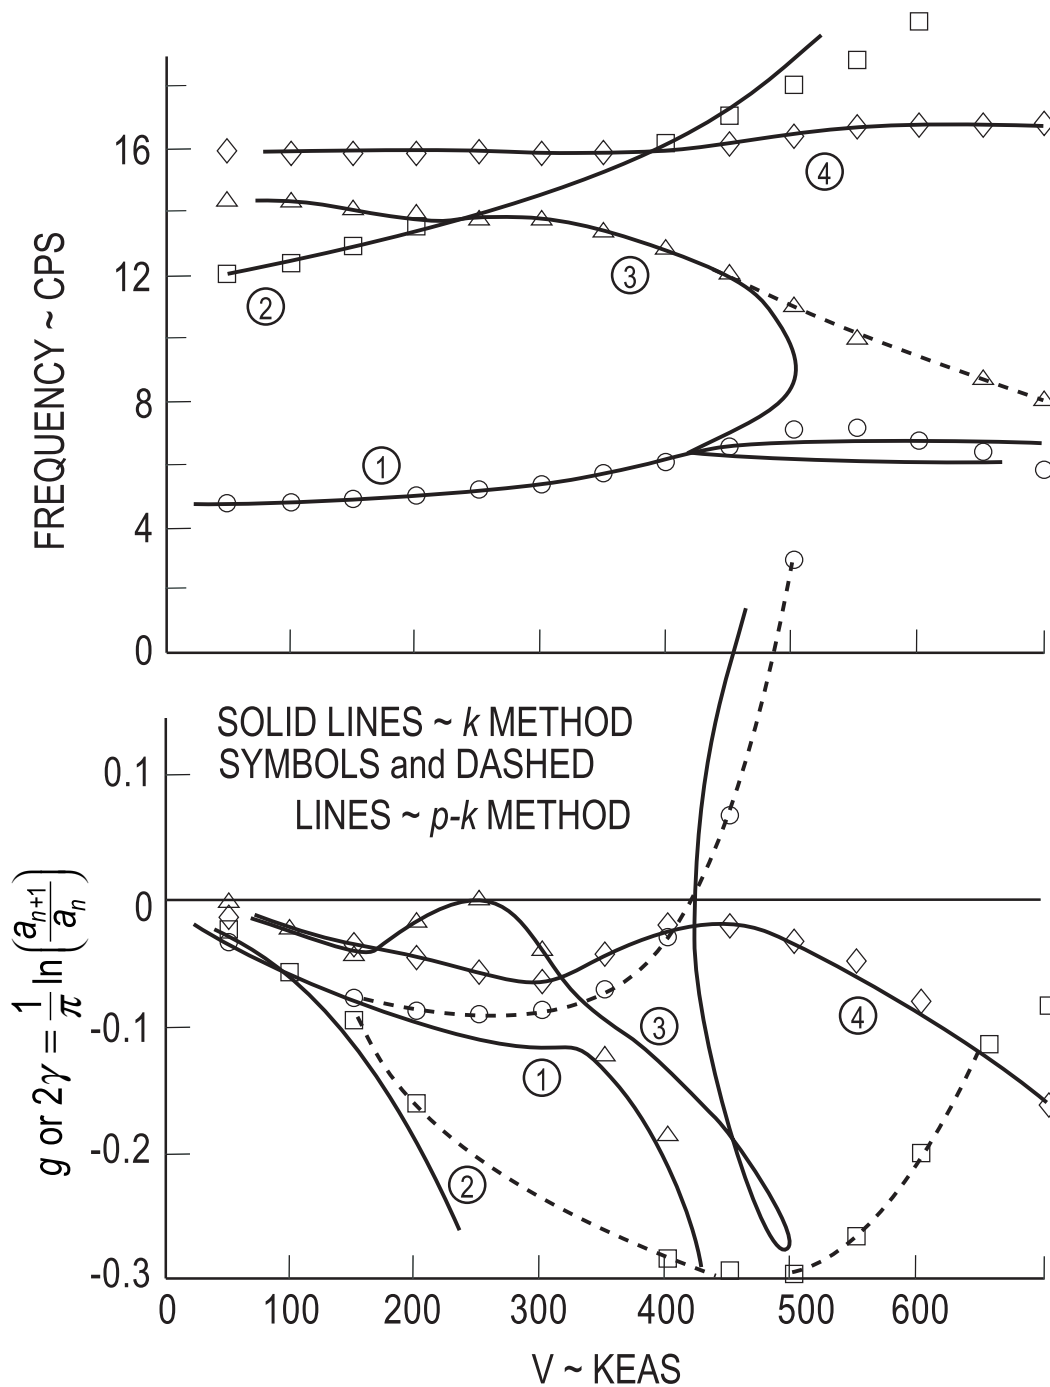 FREQUENCY ~ CPS
16
12
8
4
0
4
3
2
1
SOLID LINES ~ k METHOD
SYMBOLS and DASHED
LINES ~ p-k METHOD
g or 2γ = 1/π ln(aₙ₊₁/aₙ)
0.1
0
-0.1
-0.2
-0.3
3
4
1
2
0 100 200 300 400 500 600
V ~ KEAS